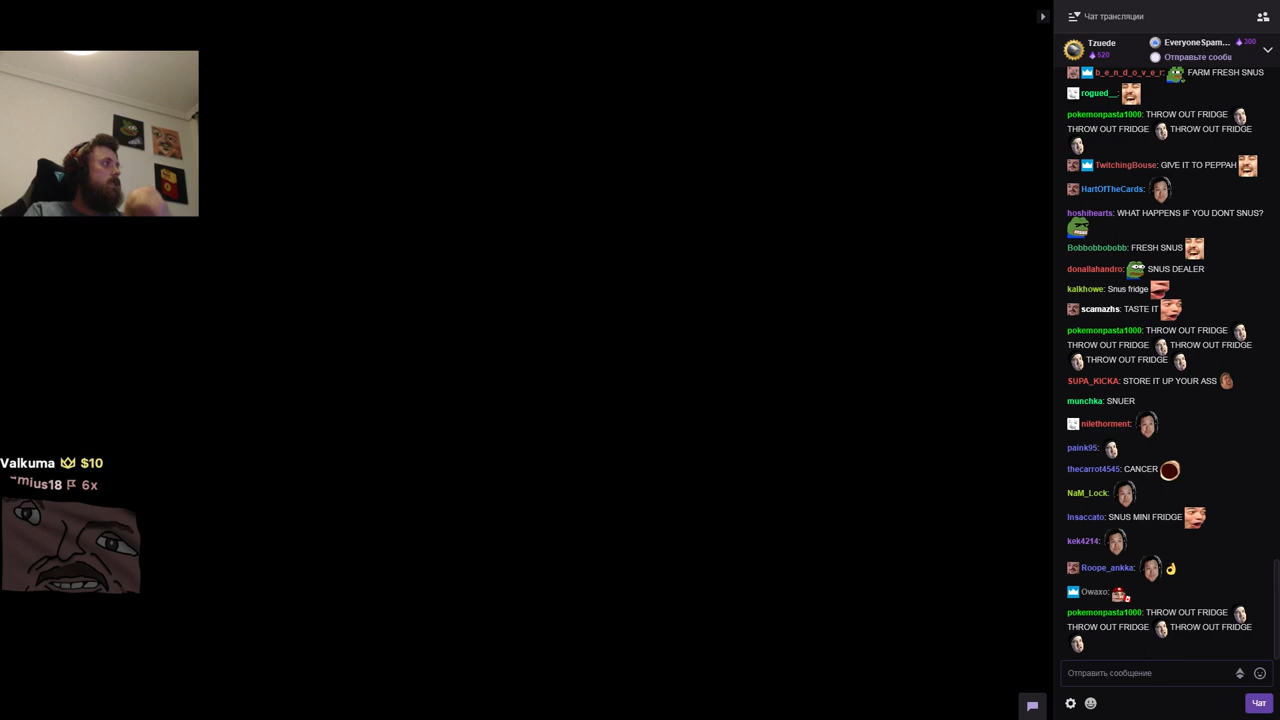 Чат трансляции
Tzuede
520
EveryoneSpam... 300
Отправьте сообщ
b_e_n_d_o_v_e_r: FARM FRESH SNUS
rogued__:
pokemonpasta1000: THROW OUT FRIDGE
THROW OUT FRIDGE THROW OUT FRIDGE
TwitchingBouse: GIVE IT TO PEPPAH
HartOfTheCards:
hoshihearts: WHAT HAPPENS IF YOU DONT SNUS?
Bobbobbobobb: FRESH SNUS
donallahandro: SNUS DEALER
kalkhowe: Snus fridge
scamazhs: TASTE IT
pokemonpasta1000: THROW OUT FRIDGE
THROW OUT FRIDGE THROW OUT FRIDGE
THROW OUT FRIDGE
SUPA_KICKA: STORE IT UP YOUR ASS
munchka: SNUER
nilethorment:
paink95:
thecarrot4545: CANCER
NaM_Lock:
Insaccato: SNUS MINI FRIDGE
kek4214:
Roope_ankka:
Owaxo:
pokemonpasta1000: THROW OUT FRIDGE
THROW OUT FRIDGE THROW OUT FRIDGE
Отправить сообщение
Чат
Valkuma $10
6x